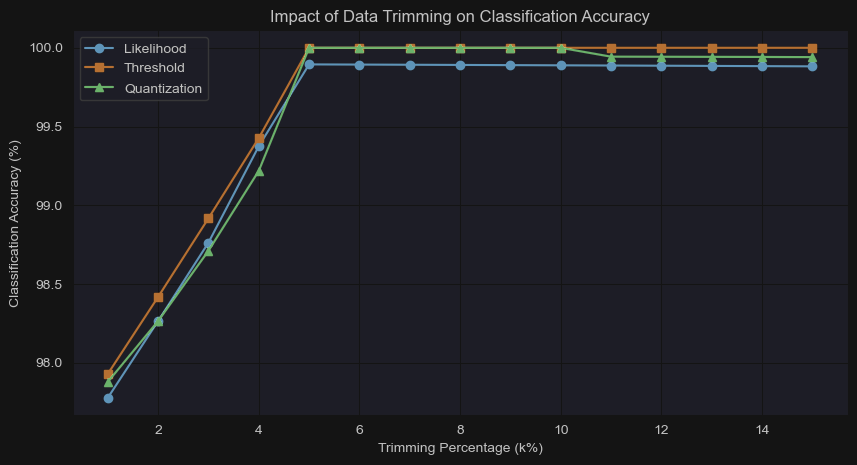 Impact of Data Trimming on Classification Accuracy
Likelihood
Threshold
Quantization
Classification Accuracy (%)
100.0
99.5
99.0
98.5
98.0
2 4 6 8 10 12 14
Trimming Percentage (k%)